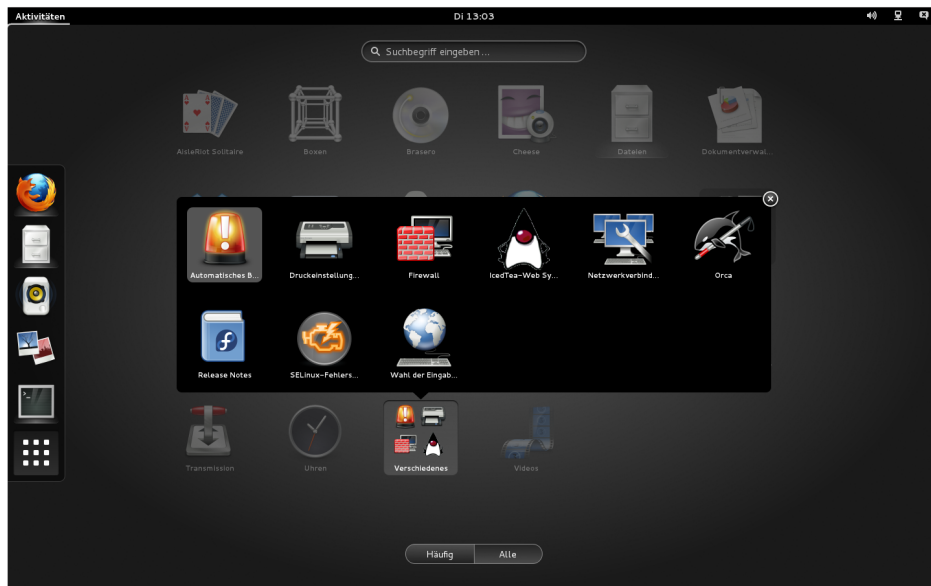 Aktivitäten
Di 13:03
Suchbegriff eingeben...
AisleRiot Solitaire
Boxen
Brasero
Cheese
Dateien
Dokumentverwal...
Automatisches B...
Druckeinstellung...
Firewall
IcedTea-Web Sy...
Netzwerkverbind...
Orca
Release Notes
SELinux-Fehlers...
Wahl der Eingab...
Transmission
Uhren
Verschiedenes
Videos
Häufig
Alle